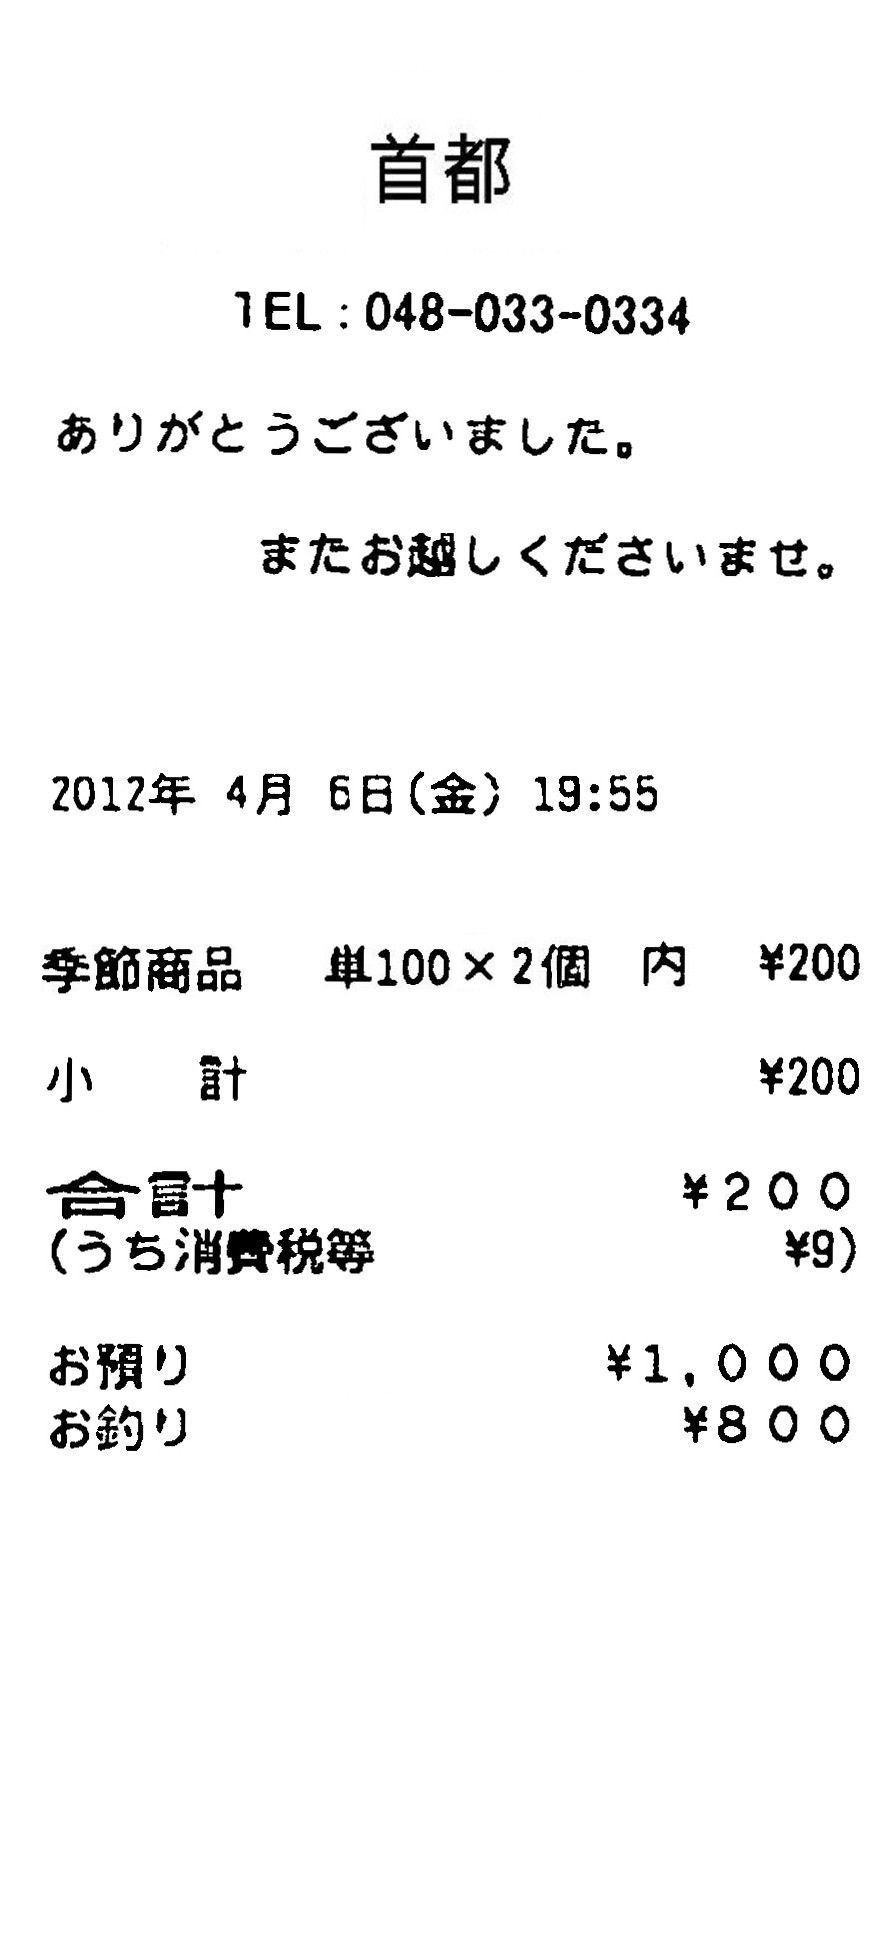 首都
TEL:048-033-0334
ありがとうございました。
またお越しくださいませ。
2012年 4月 6日(金) 19:55
季節商品 単100×2個 内 ¥200
小 計 ¥200
合計 ¥200
(うち消費税等 ¥9)
お預り ¥1,000
お釣り ¥800